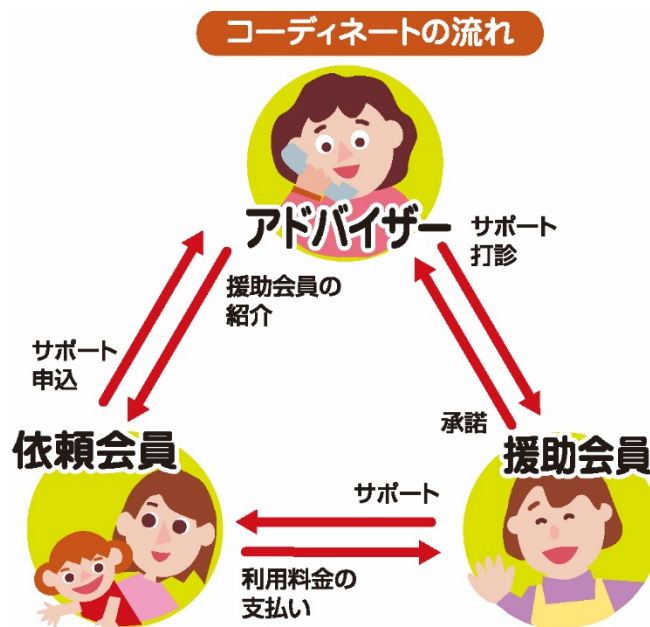 コーディネートの流れ
アドバイザー
サポート
打診
援助会員の
紹介
サポート
申込
承諾
依頼会員
援助会員
サポート
利用料金の
支払い